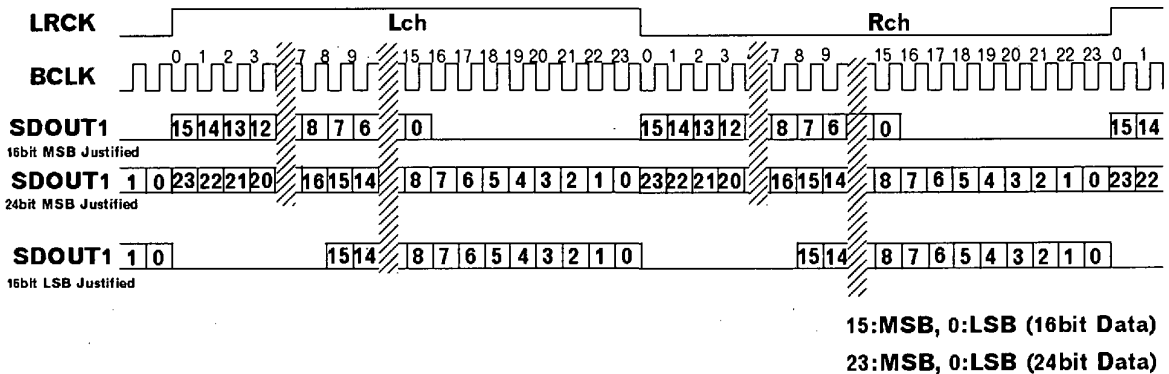 LRCK Lch Rch
0 1 2 3 7 8 9 15 16 17 18 19 20 21 22 23 0 1 2 3 7 8 9 15 16 17 18 19 20 21 22 23 0 1
BCLK
SDOUT1 15 14 13 12 8 7 6 0 15 14 13 12 8 7 6 0 15 14
16bit MSB Justified
SDOUT1 1 0 23 22 21 20 16 15 14 8 7 6 5 4 3 2 1 0 23 22 21 20 16 15 14 8 7 6 5 4 3 2 1 0 23 22
24bit MSB Justified
SDOUT1 1 0 15 14 8 7 6 5 4 3 2 1 0 15 14 8 7 6 5 4 3 2 1 0
16bit LSB Justified
15:MSB, 0:LSB (16bit Data)
23:MSB, 0:LSB (24bit Data)